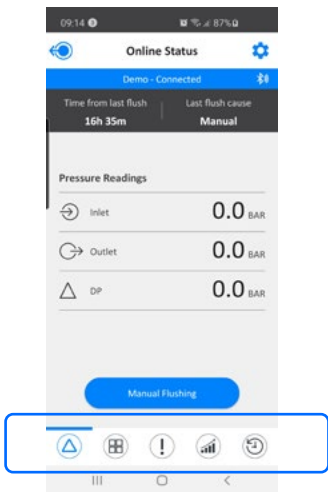 09:14 87%
Online Status
Demo - Connected
Time from last flush Last flush cause
16h 35m Manual
Pressure Readings
Inlet 0.0 BAR
Outlet 0.0 BAR
DP 0.0 BAR
Manual Flushing